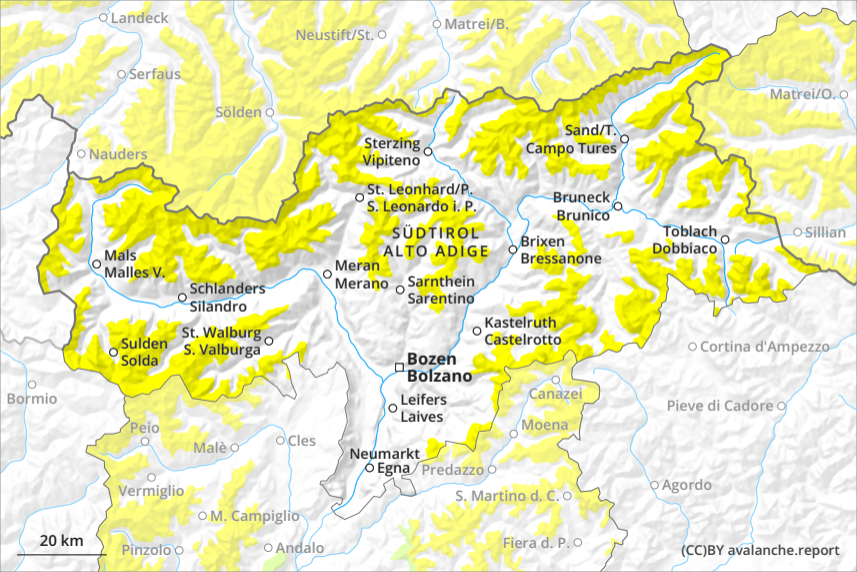 Landeck
Matrei/B.
Neustift/St.
Serfaus
Matrei/O.
Sölden
Sand/T.
Campo Tures
Sterzing
Vipiteno
Nauders
St. Leonhard/P.
S. Leonardo i. P.
Bruneck
Brunico
SÜDTIROL
ALTO ADIGE
Toblach
Dobbiaco
Sillian
Brixen
Bressanone
Mals
Malles V.
Meran
Merano
Sarnthein
Sarentino
Schlanders
Silandro
Kastelruth
Castelrotto
St. Walburg
S. Valburga
Sulden
Solda
Cortina d'Ampezzo
Bozen
Bolzano
Bormio
Canazei
Leifers
Laives
Pieve di Cadore
Peio
Moena
Cles
Malè
Neumarkt
Egna
Predazzo
Vermiglio
Agordo
S. Martino d. C.
M. Campiglio
20 km
Pinzolo
Andalo
Fiera d. P.
(CC)BY avalanche.report